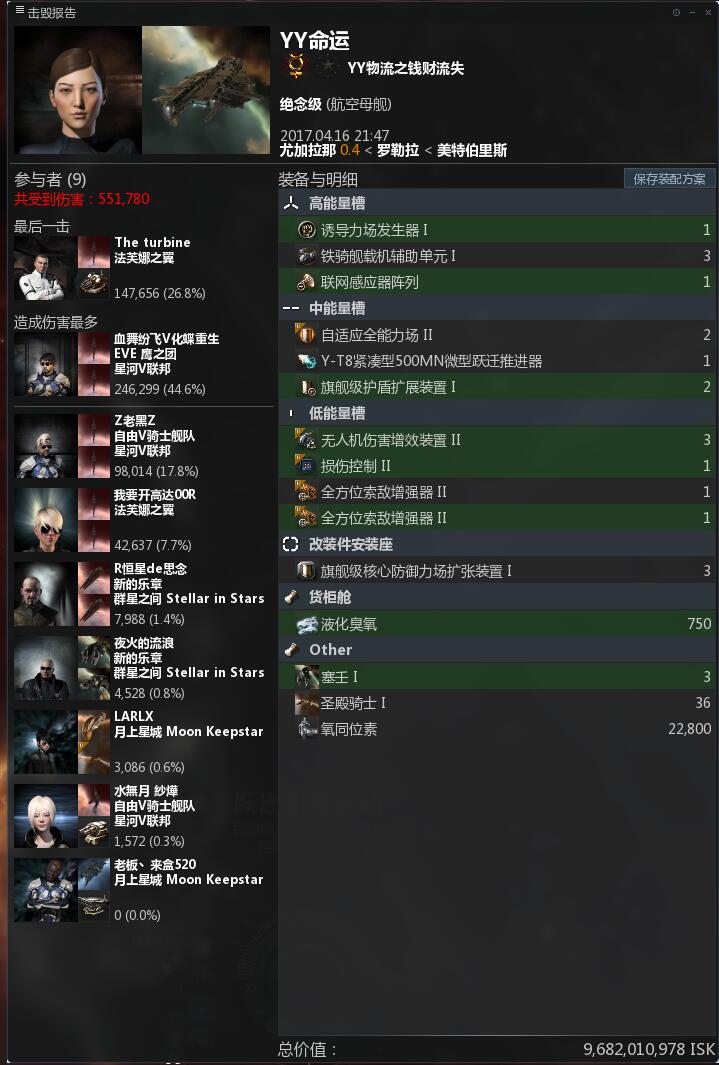 击毁报告
YY命运
YY物流之钱财流失
绝念级 (航空母舰)
2017.04.16 21:47
尤加拉那 0.4 < 罗勒拉 < 美特伯里斯
参与者 (9)
共受到伤害：551,780
最后一击
The turbine
法芙娜之翼
147,656 (26.8%)
造成伤害最多
血舞纷飞V化蝶重生
EVE 鹰之团
星河V联邦
246,299 (44.6%)
Z老黑Z
自由V骑士舰队
星河V联邦
98,014 (17.8%)
我要开高达00R
法芙娜之翼
42,637 (7.7%)
R恒星de思念
新的乐章
群星之间 Stellar in Stars
7,988 (1.4%)
夜火的流浪
新的乐章
群星之间 Stellar in Stars
4,528 (0.8%)
LARLX
月上星城 Moon Keepstar
3,086 (0.6%)
水無月 紗燁
自由V骑士舰队
星河V联邦
1,572 (0.3%)
老板、来盒520
月上星城 Moon Keepstar
0 (0.0%)
装备与明细
保存装配方案
高能量槽
诱导力场发生器 I 1
铁骑舰载机辅助单元 I 3
联网感应器阵列 1
中能量槽
自适应全能力场 II 2
Y-T8紧凑型500MN微型跃迁推进器 1
旗舰级护盾扩展装置 I 2
低能量槽
无人机伤害增效装置 II 3
损伤控制 II 1
全方位索敌增强器 II 1
全方位索敌增强器 II 1
改装件安装座
旗舰级核心防御力场扩张装置 I 3
货柜舱
液化臭氧 750
Other
塞壬 I 3
圣殿骑士 I 36
氧同位素 22,800
总价值： 9,682,010,978 ISK